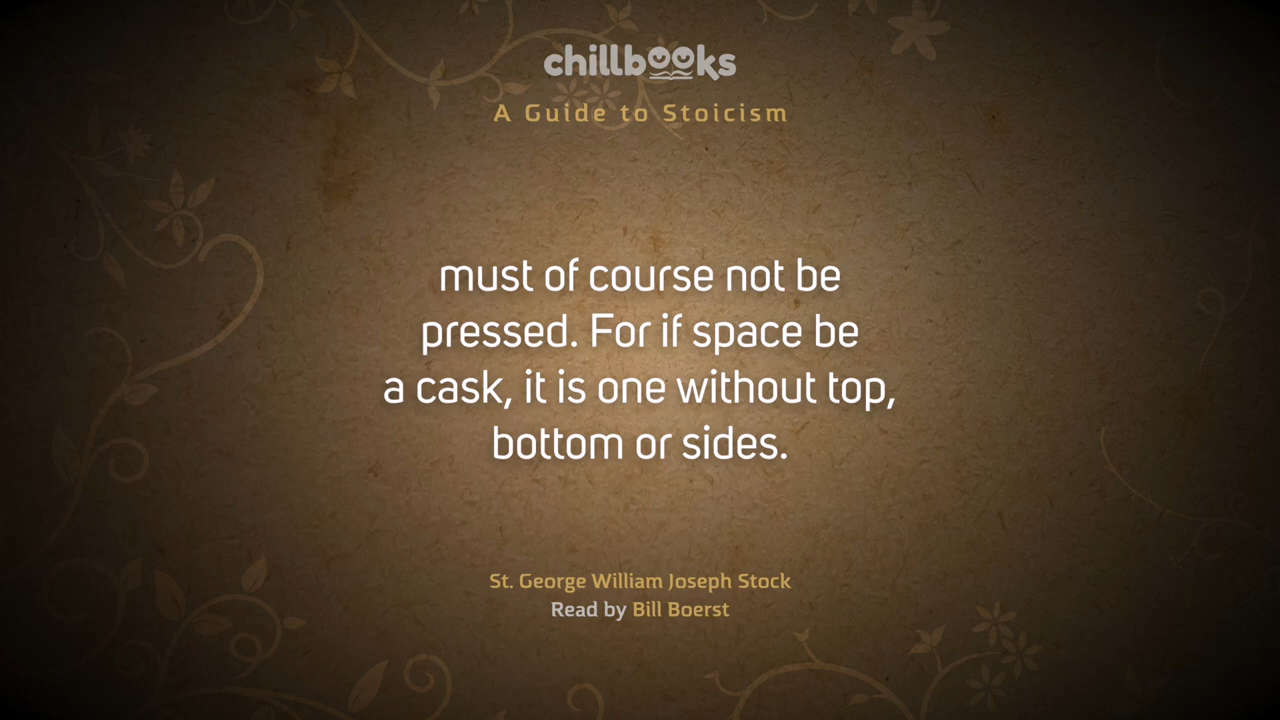 chillbooks
A Guide to Stoicism
must of course not be
pressed. For if space be
a cask, it is one without top,
bottom or sides.
St. George William Joseph Stock
Read by Bill Boerst